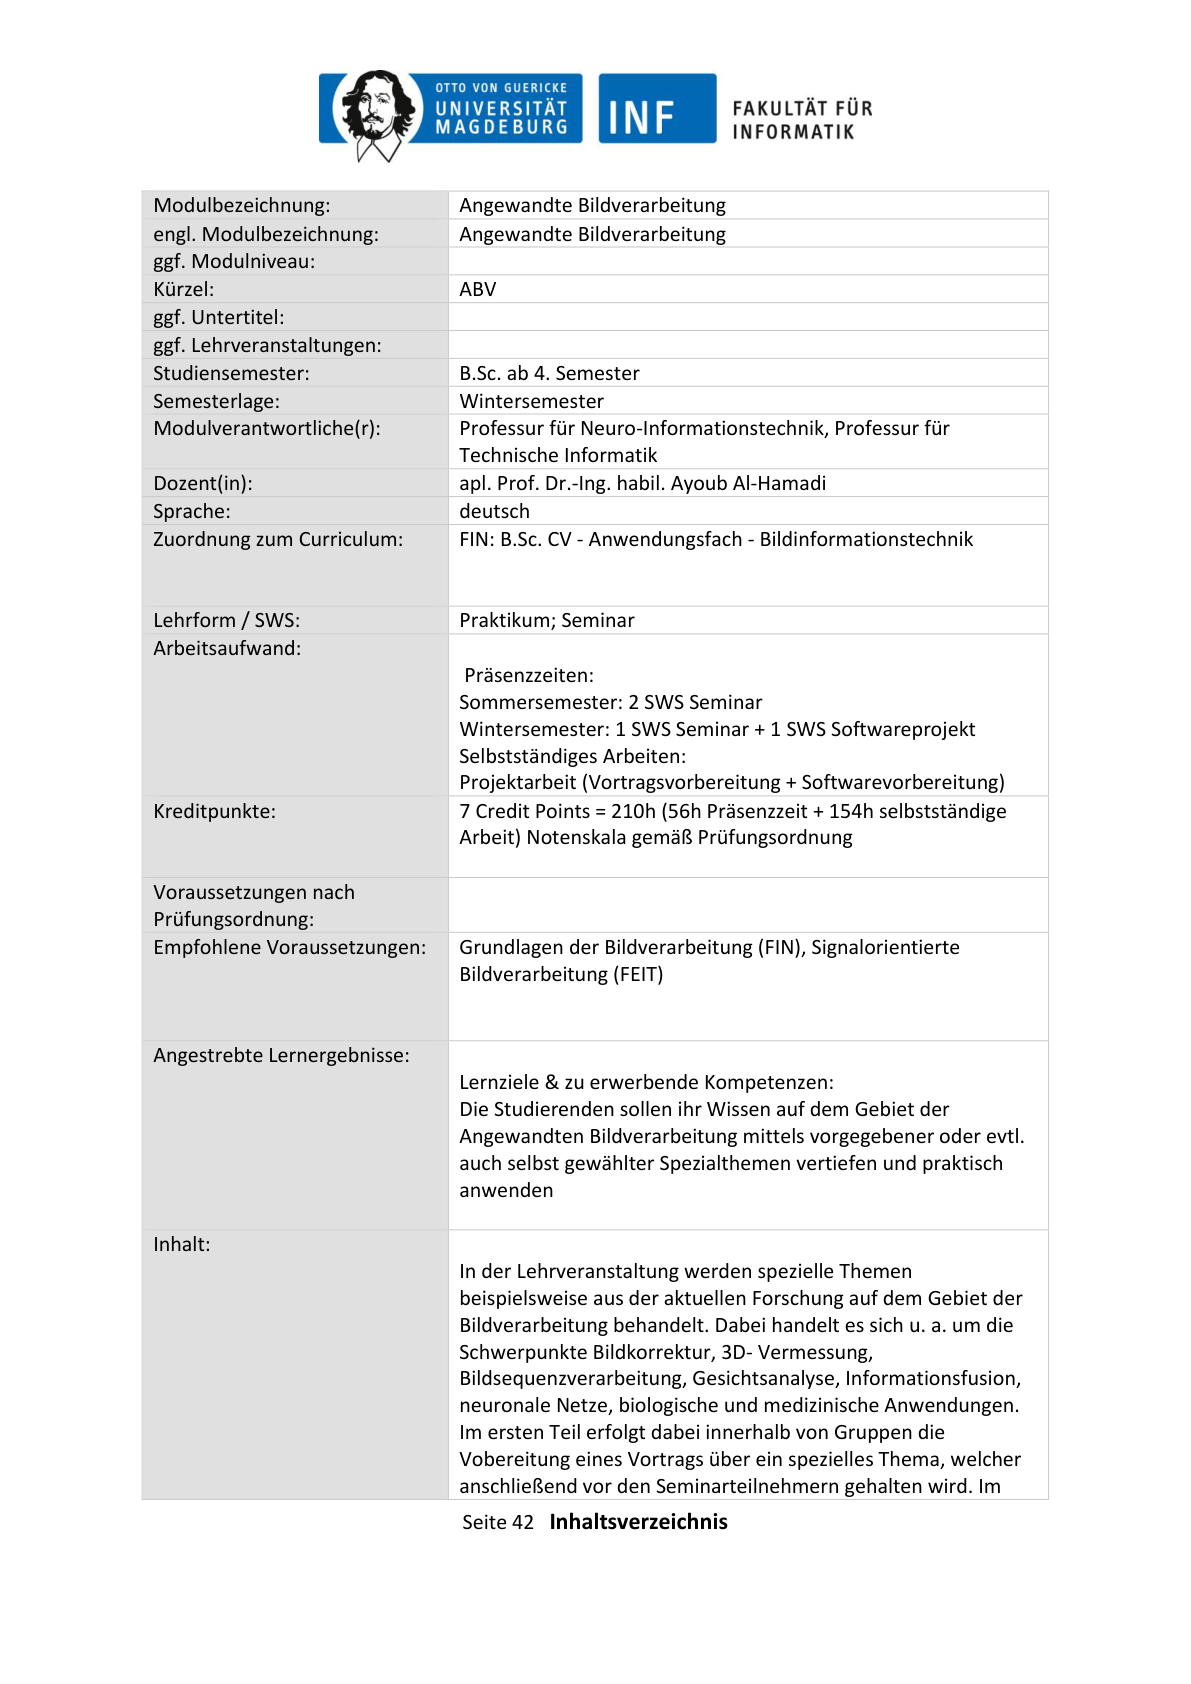 OTTO VON GUERICKE
UNIVERSITÄT
MAGDEBURG
INF
FAKULTÄT FÜR
INFORMATIK
Modulbezeichnung: Angewandte Bildverarbeitung
engl. Modulbezeichnung: Angewandte Bildverarbeitung
ggf. Modulniveau:
Kürzel: ABV
ggf. Untertitel:
ggf. Lehrveranstaltungen:
Studiensemester: B.Sc. ab 4. Semester
Semesterlage: Wintersemester
Modulverantwortliche(r): Professur für Neuro-Informationstechnik, Professur für
Technische Informatik
Dozent(in): apl. Prof. Dr.-Ing. habil. Ayoub Al-Hamadi
Sprache: deutsch
Zuordnung zum Curriculum: FIN: B.Sc. CV - Anwendungsfach - Bildinformationstechnik
Lehrform / SWS: Praktikum; Seminar
Arbeitsaufwand:
Präsenzzeiten:
Sommersemester: 2 SWS Seminar
Wintersemester: 1 SWS Seminar + 1 SWS Softwareprojekt
Selbstständiges Arbeiten:
Projektarbeit (Vortragsvorbereitung + Softwarevorbereitung)
Kreditpunkte: 7 Credit Points = 210h (56h Präsenzzeit + 154h selbstständige
Arbeit) Notenskala gemäß Prüfungsordnung
Voraussetzungen nach
Prüfungsordnung:
Empfohlene Voraussetzungen: Grundlagen der Bildverarbeitung (FIN), Signalorientierte
Bildverarbeitung (FEIT)
Angestrebte Lernergebnisse:
Lernziele & zu erwerbende Kompetenzen:
Die Studierenden sollen ihr Wissen auf dem Gebiet der
Angewandten Bildverarbeitung mittels vorgegebener oder evtl.
auch selbst gewählter Spezialthemen vertiefen und praktisch
anwenden
Inhalt:
In der Lehrveranstaltung werden spezielle Themen
beispielsweise aus der aktuellen Forschung auf dem Gebiet der
Bildverarbeitung behandelt. Dabei handelt es sich u. a. um die
Schwerpunkte Bildkorrektur, 3D- Vermessung,
Bildsequenzverarbeitung, Gesichtsanalyse, Informationsfusion,
neuronale Netze, biologische und medizinische Anwendungen.
Im ersten Teil erfolgt dabei innerhalb von Gruppen die
Vobereitung eines Vortrags über ein spezielles Thema, welcher
anschließend vor den Seminarteilnehmern gehalten wird. Im
Seite 42 Inhaltsverzeichnis